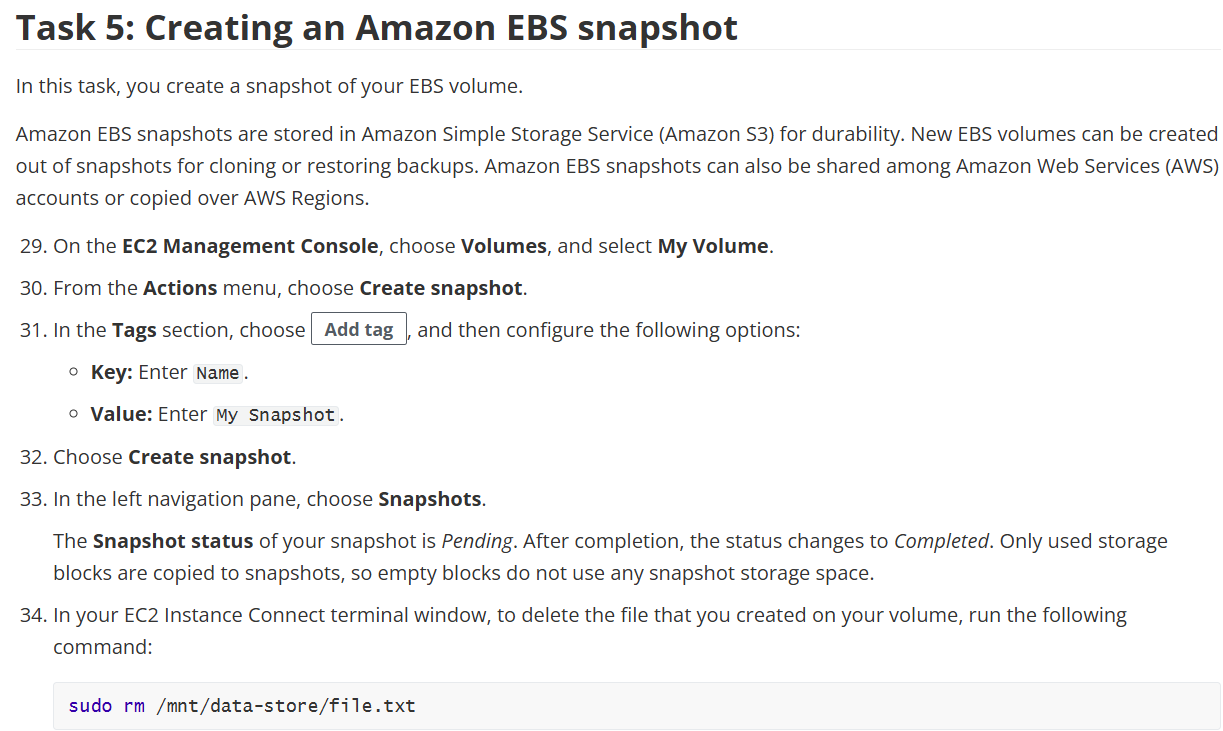 Task 5: Creating an Amazon EBS snapshot
In this task, you create a snapshot of your EBS volume.
Amazon EBS snapshots are stored in Amazon Simple Storage Service (Amazon S3) for durability. New EBS volumes can be created
out of snapshots for cloning or restoring backups. Amazon EBS snapshots can also be shared among Amazon Web Services (AWS)
accounts or copied over AWS Regions.
29. On the EC2 Management Console, choose Volumes, and select My Volume.
30. From the Actions menu, choose Create snapshot.
31. In the Tags section, choose Add tag, and then configure the following options:
Key: Enter Name.
Value: Enter My Snapshot.
32. Choose Create snapshot.
33. In the left navigation pane, choose Snapshots.
The Snapshot status of your snapshot is Pending. After completion, the status changes to Completed. Only used storage
blocks are copied to snapshots, so empty blocks do not use any snapshot storage space.
34. In your EC2 Instance Connect terminal window, to delete the file that you created on your volume, run the following
command:
sudo rm /mnt/data-store/file.txt